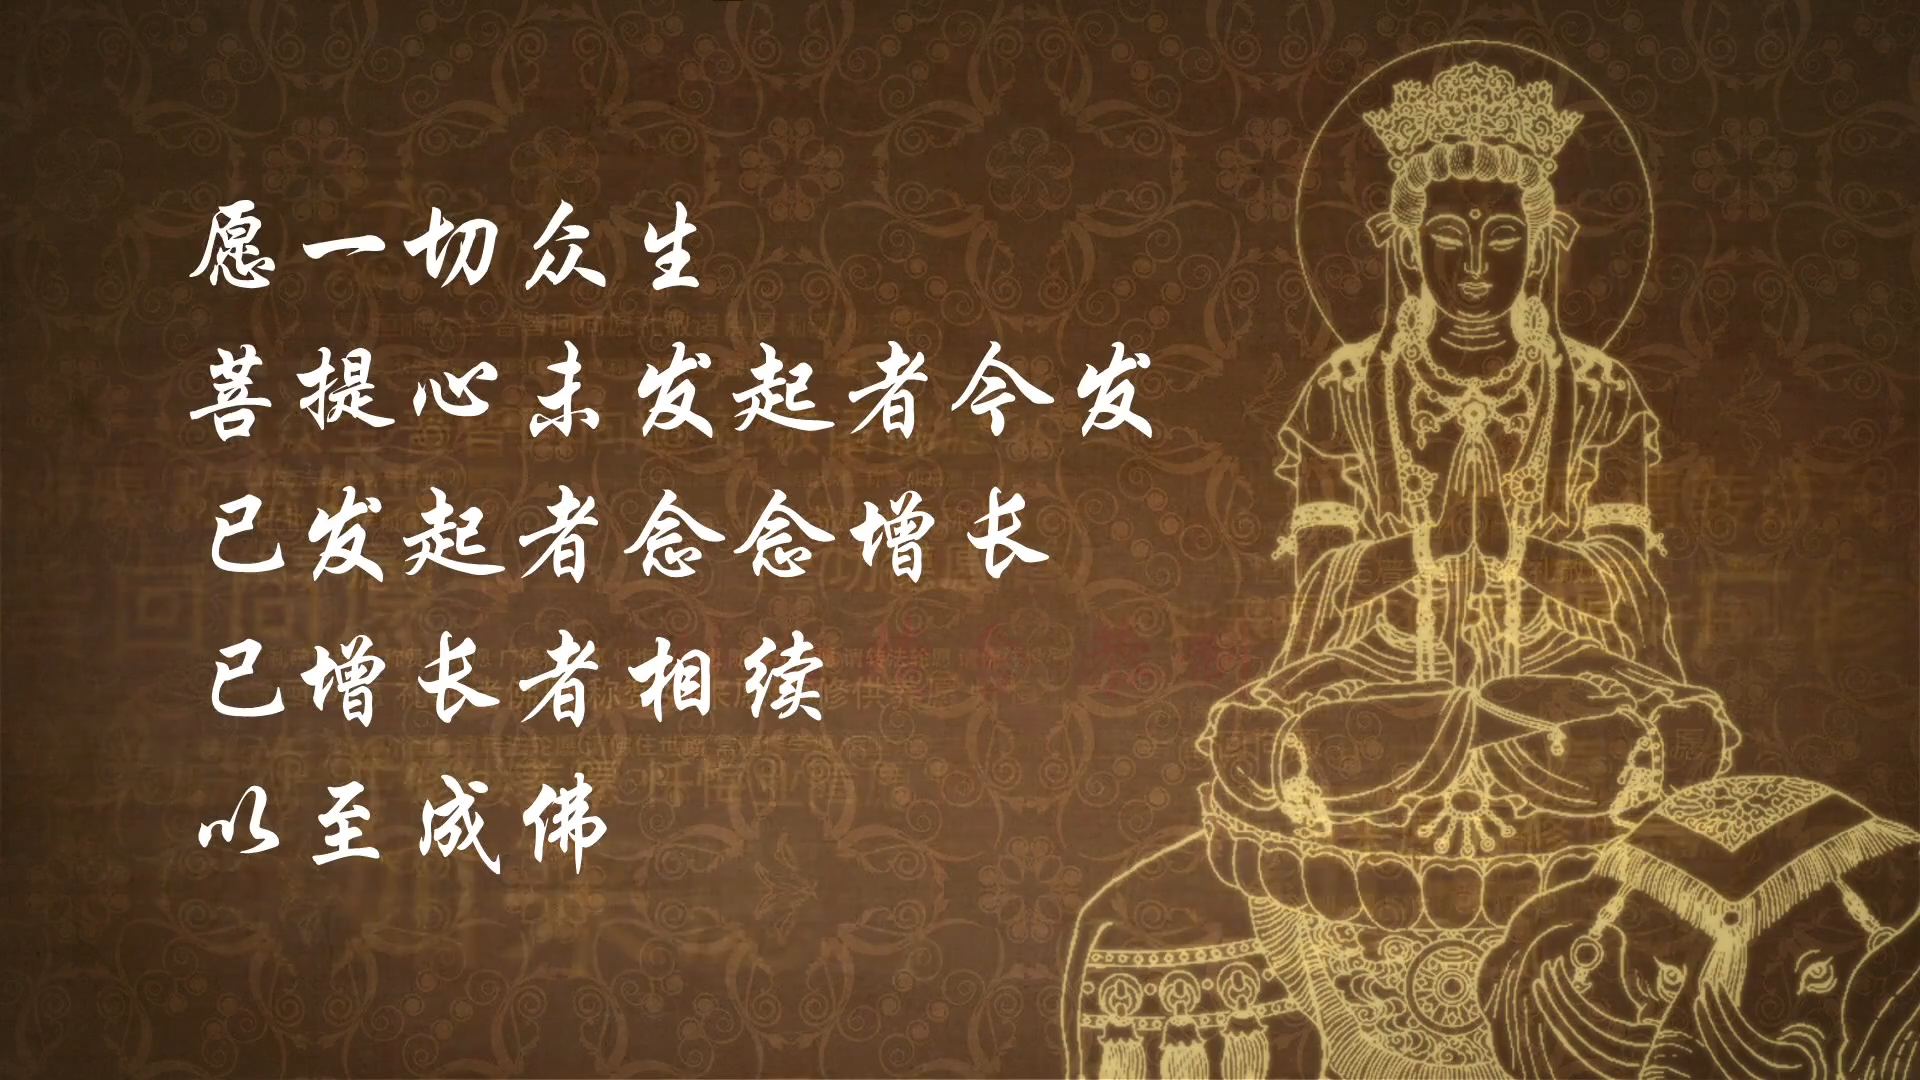 愿一切众生
菩提心未发起者今发
已发起者念念增长
已增长者相续
以至成佛